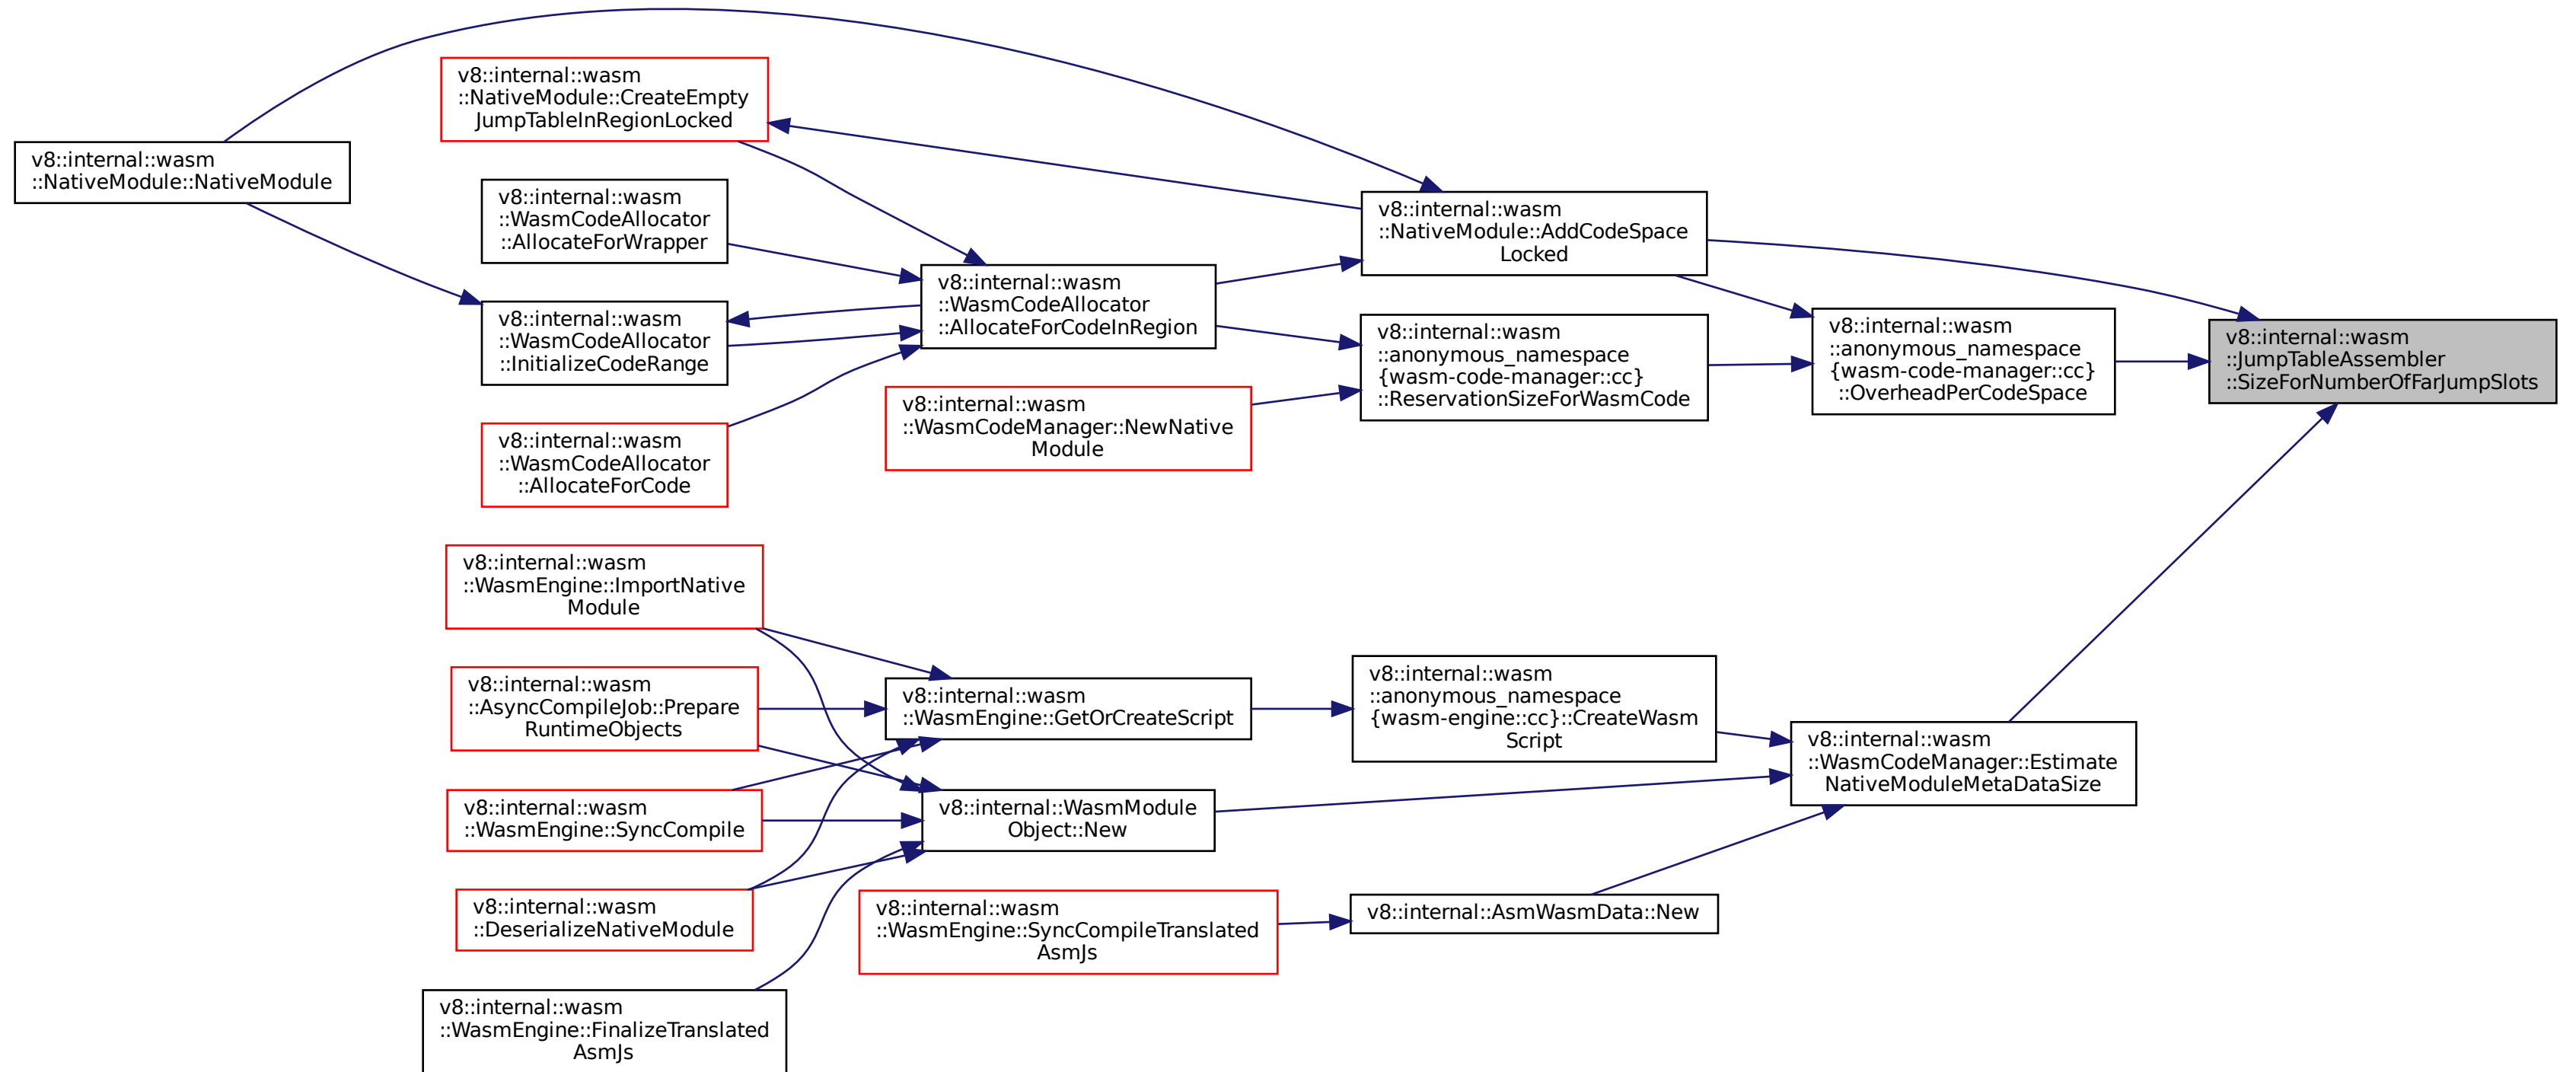 v8::internal::wasm
::NativeModule::NativeModule
v8::internal::wasm
::NativeModule::CreateEmpty
JumpTableInRegionLocked
v8::internal::wasm
::WasmCodeAllocator
::AllocateForWrapper
v8::internal::wasm
::WasmCodeAllocator
::InitializeCodeRange
v8::internal::wasm
::WasmCodeAllocator
::AllocateForCode
v8::internal::wasm
::WasmCodeAllocator
::AllocateForCodeInRegion
v8::internal::wasm
::WasmCodeManager::NewNative
Module
v8::internal::wasm
::NativeModule::AddCodeSpace
Locked
v8::internal::wasm
::anonymous_namespace
{wasm-code-manager::cc}
::ReservationSizeForWasmCode
v8::internal::wasm
::anonymous_namespace
{wasm-code-manager::cc}
::OverheadPerCodeSpace
v8::internal::wasm
::JumpTableAssembler
::SizeForNumberOfFarJumpSlots
v8::internal::wasm
::WasmEngine::ImportNative
Module
v8::internal::wasm
::AsyncCompileJob::Prepare
RuntimeObjects
v8::internal::wasm
::WasmEngine::SyncCompile
v8::internal::wasm
::DeserializeNativeModule
v8::internal::wasm
::WasmEngine::FinalizeTranslated
AsmJs
v8::internal::wasm
::WasmEngine::GetOrCreateScript
v8::internal::WasmModule
Object::New
v8::internal::wasm
::WasmEngine::SyncCompileTranslated
AsmJs
v8::internal::wasm
::anonymous_namespace
{wasm-engine::cc}::CreateWasm
Script
v8::internal::AsmWasmData::New
v8::internal::wasm
::WasmCodeManager::Estimate
NativeModuleMetaDataSize